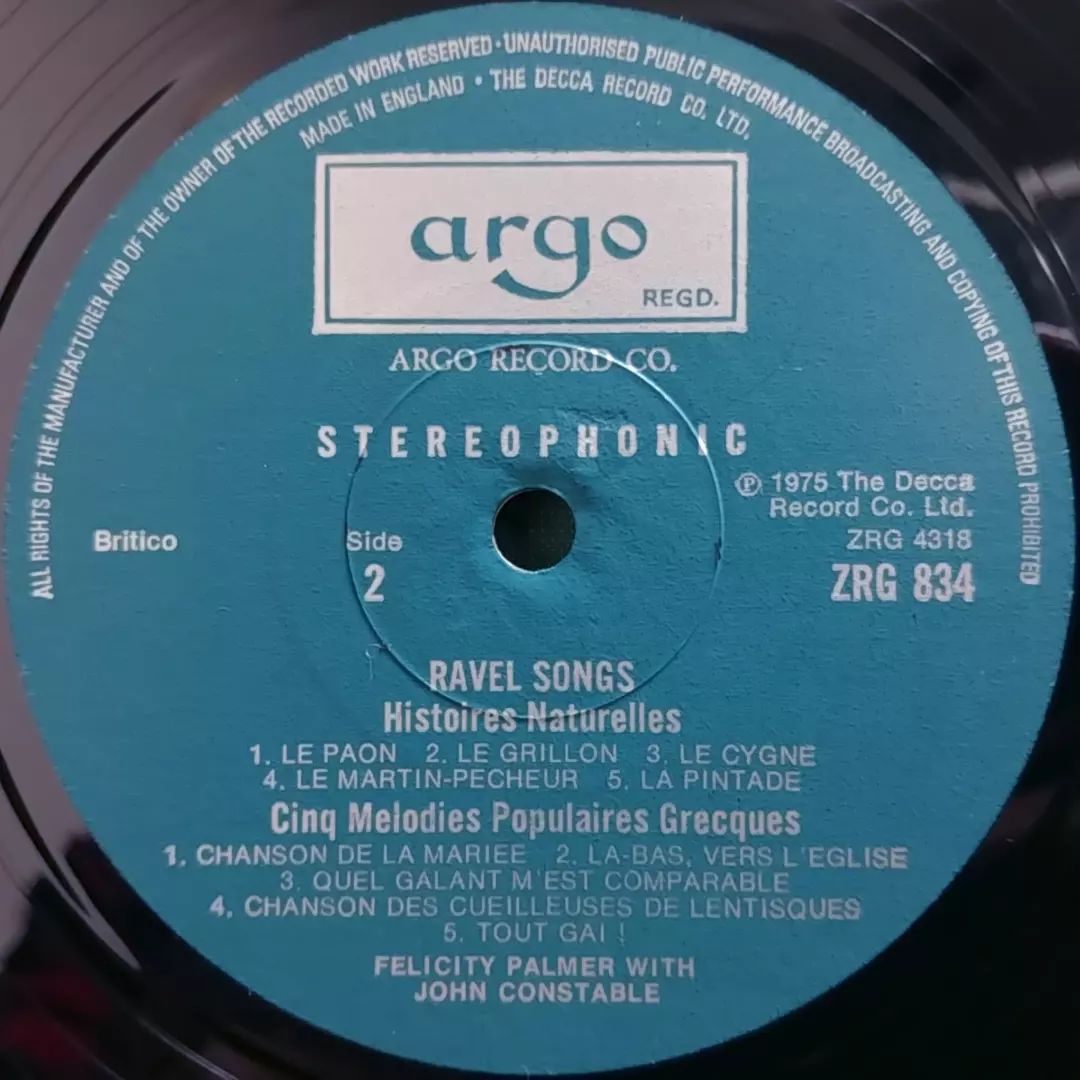 ALL RIGHTS OF THE MANUFACTURER AND OF THE OWNER OF THE RECORDED WORK RESERVED · UNAUTHORISED PUBLIC PERFORMANCE BROADCASTING AND COPYING OF THIS RECORD PROHIBITED
MADE IN ENGLAND • THE DECCA RECORD CO. LTD.
argo
REGD.
ARGO RECORD CO.
STEREOPHONIC
℗ 1975 The Decca
Record Co. Ltd.
Britico
Side
2
ZRG 4318
ZRG 834
RAVEL SONGS
Histoires Naturelles
1. LE PAON 2. LE GRILLON 3. LE CYGNE
4. LE MARTIN-PECHEUR 5. LA PINTADE
Cinq Melodies Populaires Grecques
1. CHANSON DE LA MARIEE 2. LA-BAS, VERS L'EGLISE
3. QUEL GALANT M'EST COMPARABLE
4. CHANSON DES CUEILLEUSES DE LENTISQUES
5. TOUT GAI !
FELICITY PALMER WITH
JOHN CONSTABLE